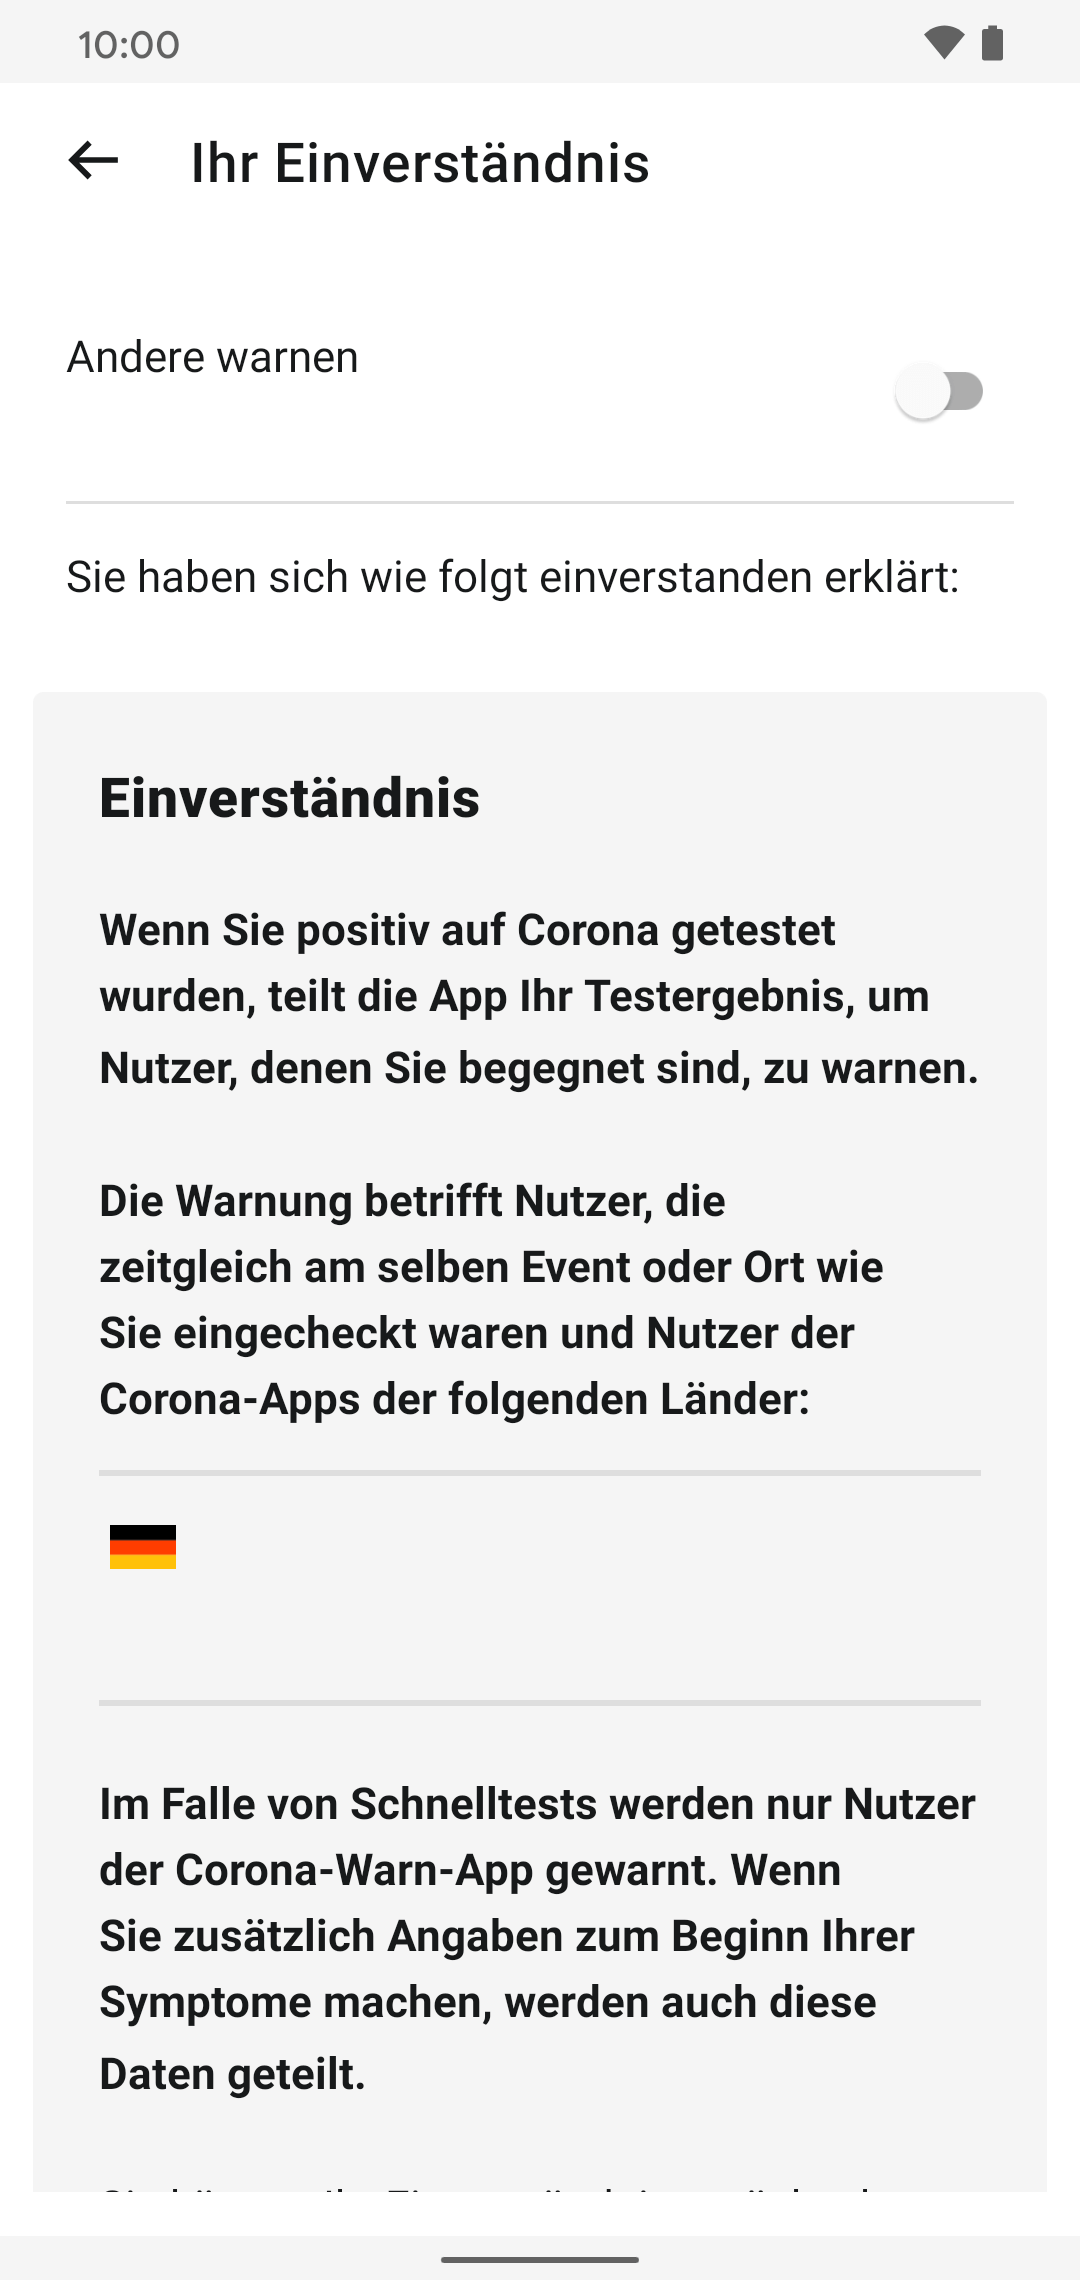 10:00
Ihr Einverständnis
Andere warnen
Sie haben sich wie folgt einverstanden erklärt:
Einverständnis
Wenn Sie positiv auf Corona getestet
wurden, teilt die App Ihr Testergebnis, um
Nutzer, denen Sie begegnet sind, zu warnen.
Die Warnung betrifft Nutzer, die
zeitgleich am selben Event oder Ort wie
Sie eingecheckt waren und Nutzer der
Corona-Apps der folgenden Länder:
Im Falle von Schnelltests werden nur Nutzer
der Corona-Warn-App gewarnt. Wenn
Sie zusätzlich Angaben zum Beginn Ihrer
Symptome machen, werden auch diese
Daten geteilt.